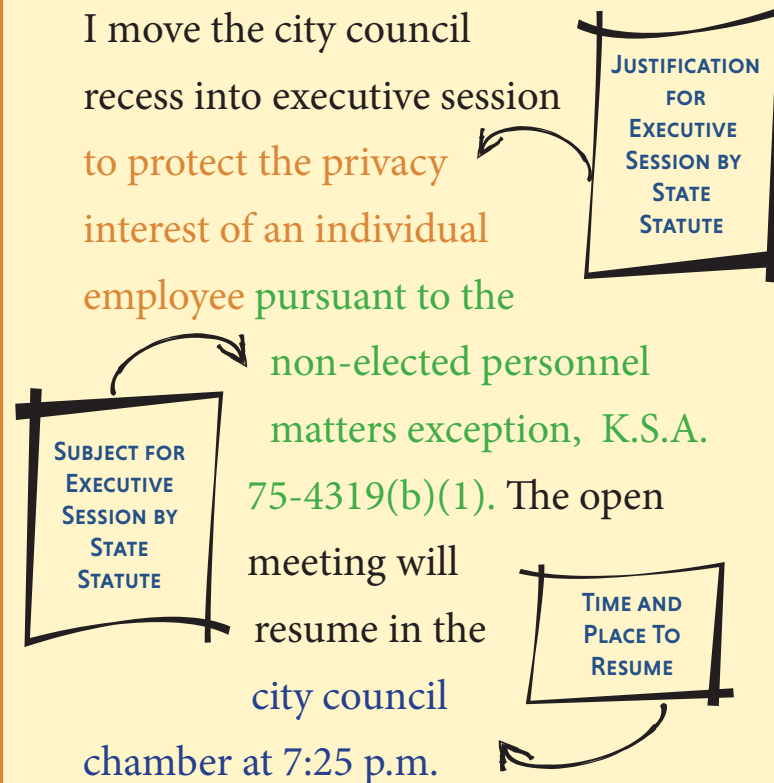 I move the city council
recess into executive session
to protect the privacy
interest of an individual
employee pursuant to the
non-elected personnel
matters exception, K.S.A.
75-4319(b)(1). The open
meeting will
resume in the
city council
chamber at 7:25 p.m.
JUSTIFICATION
FOR
EXECUTIVE
SESSION BY
STATE
STATUTE
SUBJECT FOR
EXECUTIVE
SESSION BY
STATE
STATUTE
TIME AND
PLACE TO
RESUME